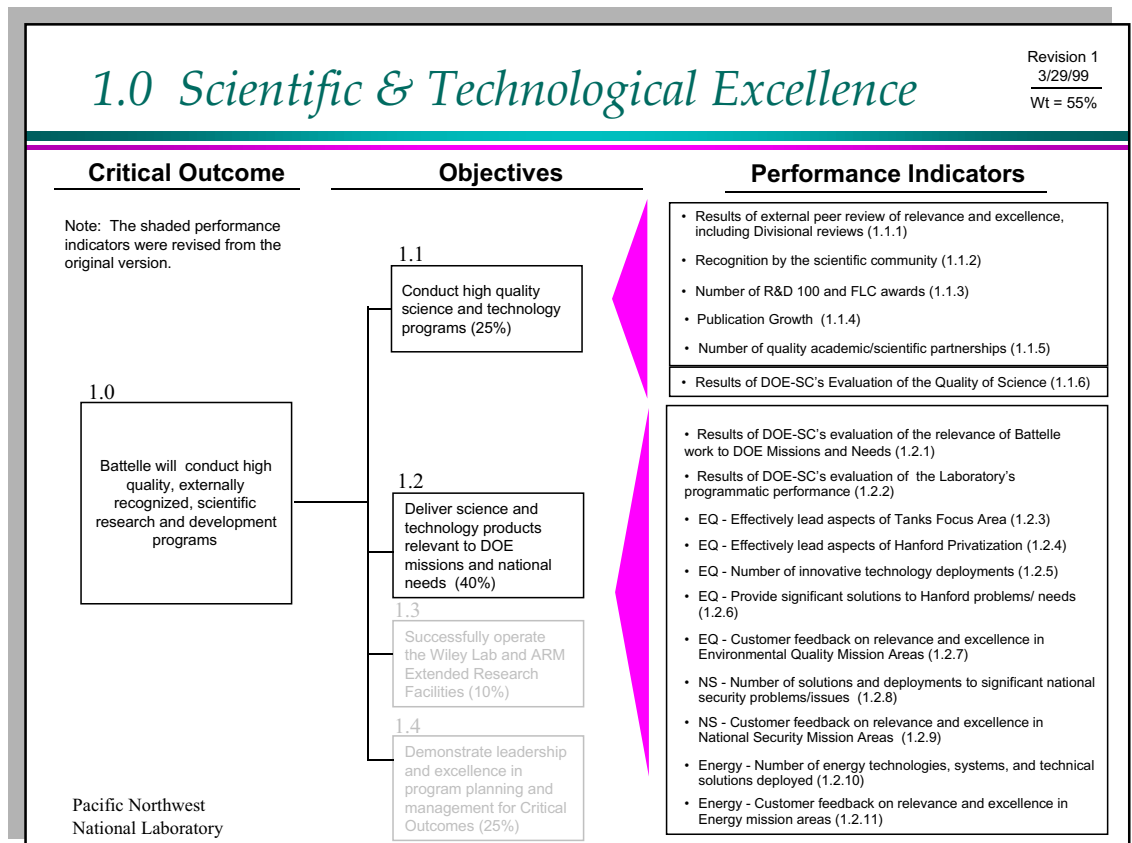 1.0 Scientific & Technological Excellence
Revision 1
3/29/99
Wt = 55%
Critical Outcome
Objectives
Performance Indicators
Note: The shaded performance
indicators were revised from the
original version.
1.0
Battelle will conduct high
quality, externally
recognized, scientific
research and development
programs
1.1
Conduct high quality
science and technology
programs (25%)
1.2
Deliver science and
technology products
relevant to DOE
missions and national
needs (40%)
1.3
Successfully operate
the Wiley Lab and ARM
Extended Research
Facilities (10%)
1.4
Demonstrate leadership
and excellence in
program planning and
management for Critical
Outcomes (25%)
• Results of external peer review of relevance and excellence,
including Divisional reviews (1.1.1)
• Recognition by the scientific community (1.1.2)
• Number of R&D 100 and FLC awards (1.1.3)
• Publication Growth (1.1.4)
• Number of quality academic/scientific partnerships (1.1.5)
• Results of DOE-SC's Evaluation of the Quality of Science (1.1.6)
• Results of DOE-SC's evaluation of the relevance of Battelle
work to DOE Missions and Needs (1.2.1)
• Results of DOE-SC's evaluation of the Laboratory's
programmatic performance (1.2.2)
• EQ - Effectively lead aspects of Tanks Focus Area (1.2.3)
• EQ - Effectively lead aspects of Hanford Privatization (1.2.4)
• EQ - Number of innovative technology deployments (1.2.5)
• EQ - Provide significant solutions to Hanford problems/ needs
(1.2.6)
• EQ - Customer feedback on relevance and excellence in
Environmental Quality Mission Areas (1.2.7)
• NS - Number of solutions and deployments to significant national
security problems/issues (1.2.8)
• NS - Customer feedback on relevance and excellence in
National Security Mission Areas (1.2.9)
• Energy - Number of energy technologies, systems, and technical
solutions deployed (1.2.10)
• Energy - Customer feedback on relevance and excellence in
Energy mission areas (1.2.11)
Pacific Northwest
National Laboratory